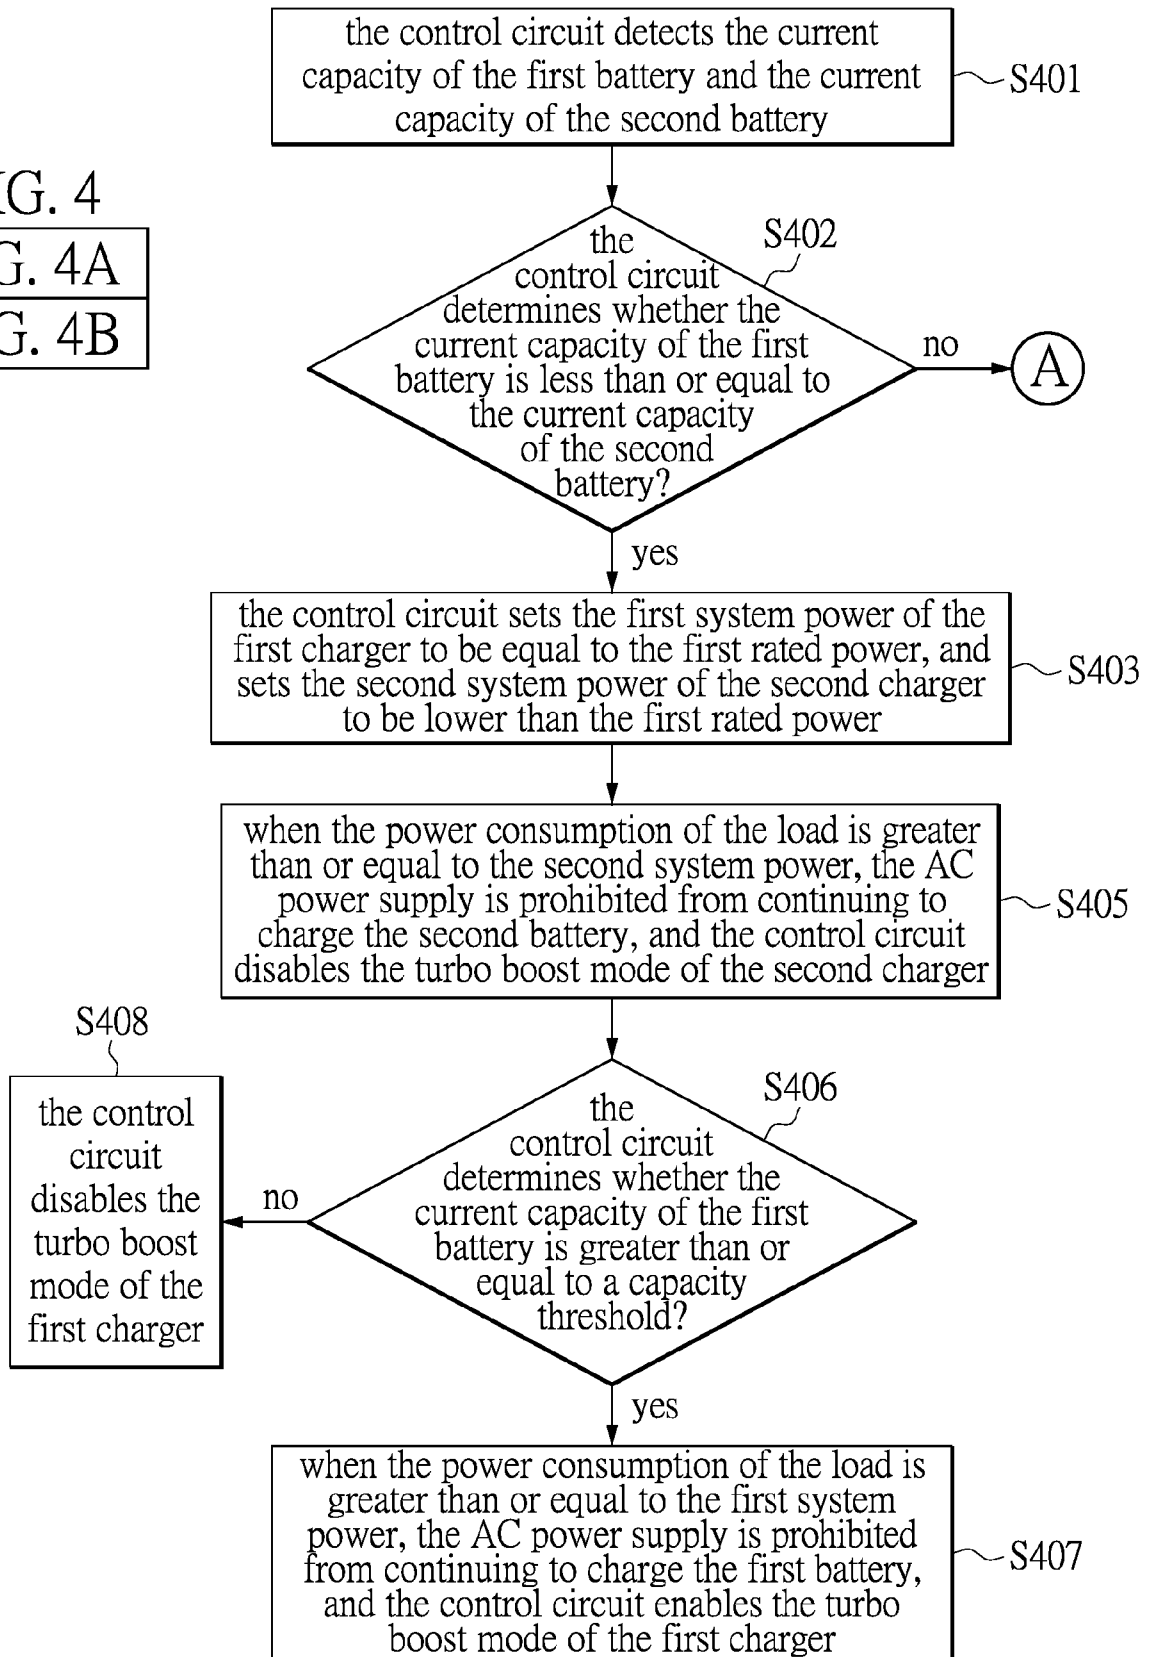 the control circuit detects the current
capacity of the first battery and the current
capacity of the second battery
S401
G. 4
G. 4A
G. 4B
S402
the
control circuit
determines whether the
current capacity of the first
battery is less than or equal to
the current capacity
of the second
battery?
no
A
yes
the control circuit sets the first system power of the
first charger to be equal to the first rated power, and
sets the second system power of the second charger
to be lower than the first rated power
S403
when the power consumption of the load is greater
than or equal to the second system power, the AC
power supply is prohibited from continuing to
charge the second battery, and the control circuit
disables the turbo boost mode of the second charger
S405
S408
the control
circuit
disables the
turbo boost
mode of the
first charger
no
S406
the
control circuit
determines whether the
current capacity of the first
battery is greater than or
equal to a capacity
threshold?
yes
when the power consumption of the load is
greater than or equal to the first system
power, the AC power supply is prohibited
from continuing to charge the first battery,
and the control circuit enables the turbo
boost mode of the first charger
S407